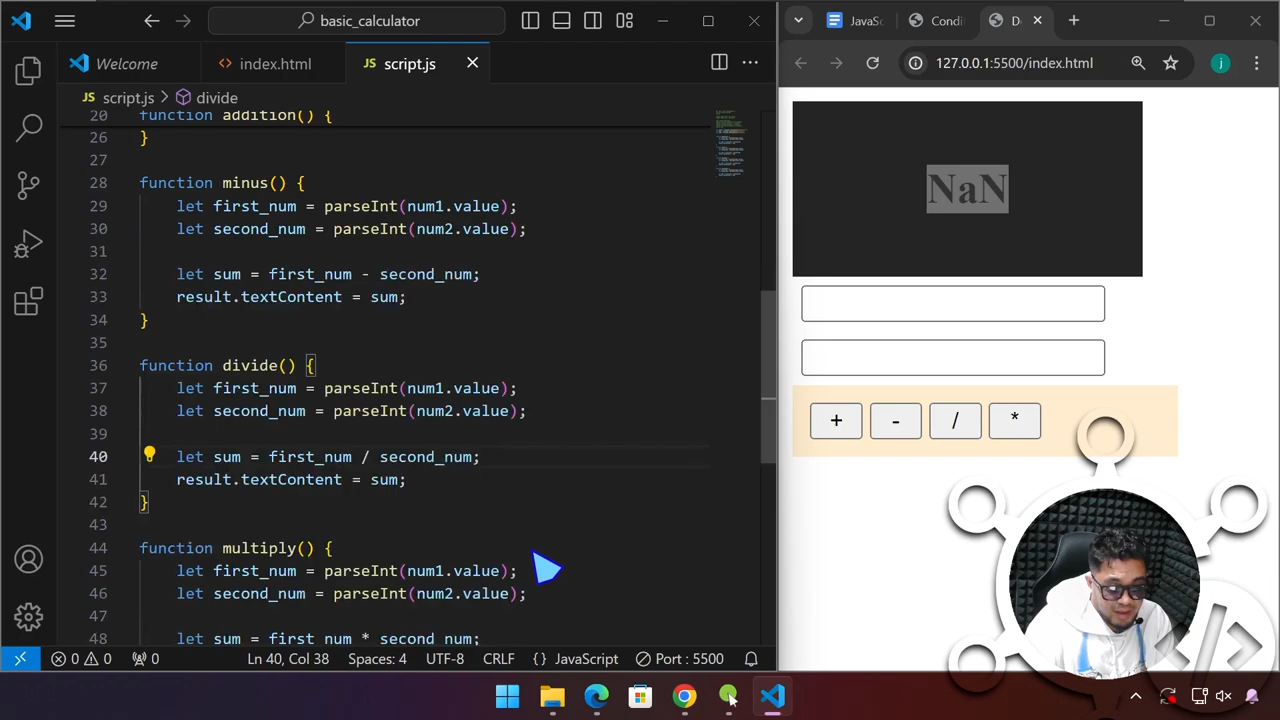 basic_calculator
Welcome
<> index.html
JS script.js
JS script.js > divide
20 function addition() {
26 }
27
28 function minus() {
29 let first_num = parseInt(num1.value);
30 let second_num = parseInt(num2.value);
31
32 let sum = first_num - second_num;
33 result.textContent = sum;
34 }
35
36 function divide() {
37 let first_num = parseInt(num1.value);
38 let second_num = parseInt(num2.value);
39
40 let sum = first_num / second_num;
41 result.textContent = sum;
42 }
43
44 function multiply() {
45 let first_num = parseInt(num1.value);
46 let second_num = parseInt(num2.value);
47
48 let sum = first_num * second_num;
0 0 0 Ln 40, Col 38 Spaces: 4 UTF-8 CRLF {} JavaScript Port : 5500
JavaSc
Condi
D
127.0.0.1:5500/index.html
j
NaN
+ - / *
</>